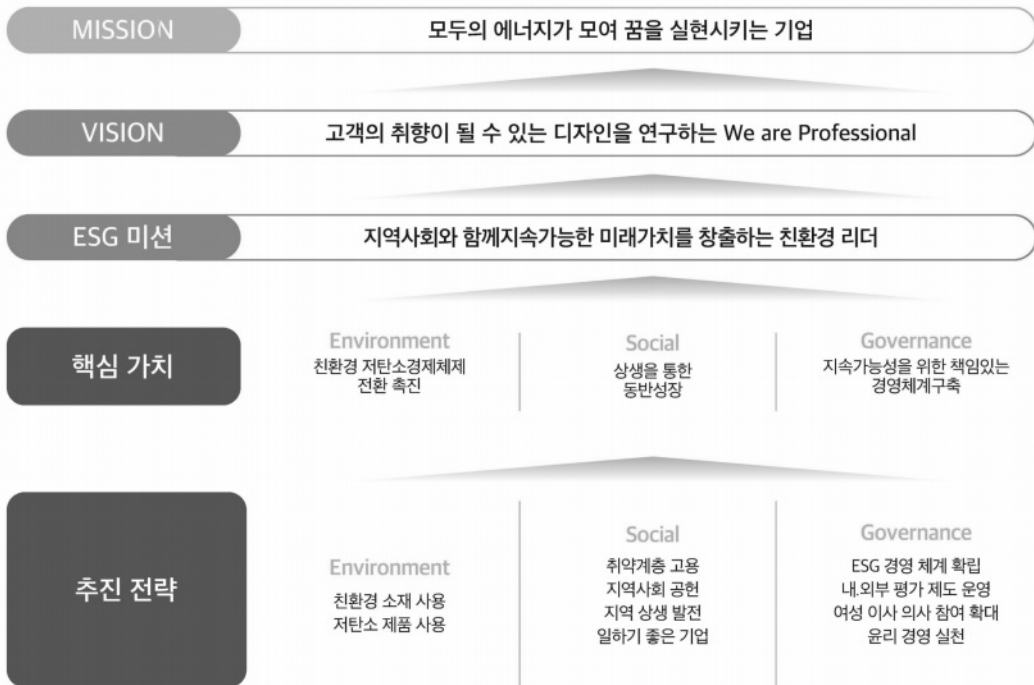 MISSION
모두의 에너지가 모여 꿈을 실현시키는 기업
VISION
고객의 취향이 될 수 있는 디자인을 연구하는 We are Professional
ESG 미션
지역사회와 함께지속가능한 미래가치를 창출하는 친환경 리더
핵심 가치
Environment
친환경 저탄소경제체제
전환 촉진
Social
상생을 통한
동반성장
Governance
지속가능성을 위한 책임있는
경영체계구축
추진 전략
Environment
친환경 소재 사용
저탄소 제품 사용
Social
취약계층 고용
지역사회 공헌
지역 상생 발전
일하기 좋은 기업
Governance
ESG 경영 체계 확립
내.외부 평가 제도 운영
여성 이사 의사 참여 확대
윤리 경영 실천